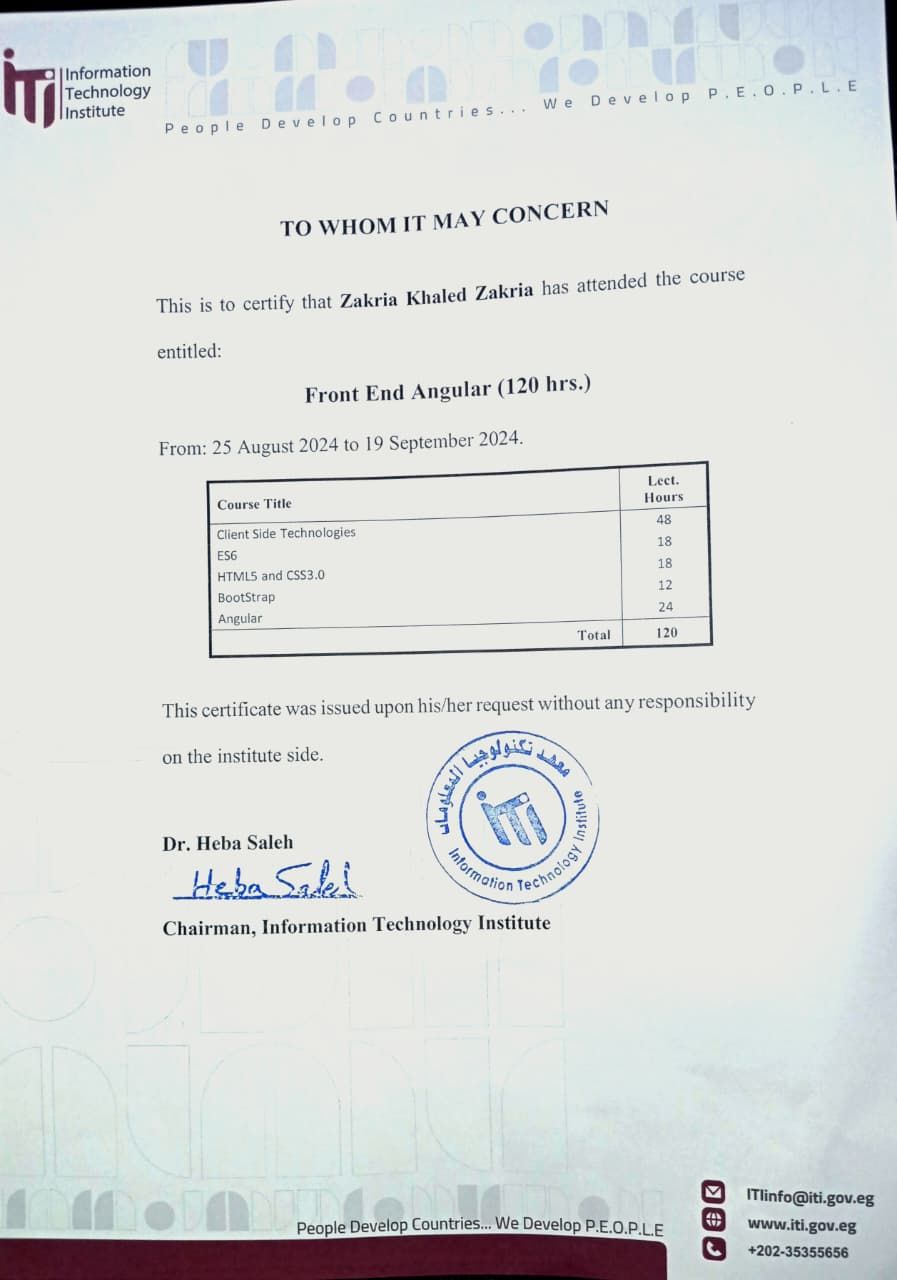 iTi
Information
Technology
Institute
People Develop Countries... We Develop P.E.O.P.L.E
TO WHOM IT MAY CONCERN
This is to certify that Zakria Khaled Zakria has attended the course
entitled:
Front End Angular (120 hrs.)
From: 25 August 2024 to 19 September 2024.
Course Title Lect. Hours
Client Side Technologies 48
ES6 18
HTML5 and CSS3.0 18
BootStrap 12
Angular 24
Total 120
This certificate was issued upon his/her request without any responsibility
on the institute side.
معهد تكنولوجيا المعلومات
iTi
Information Technology Institute
Dr. Heba Saleh
Heba Saleh
Chairman, Information Technology Institute
People Develop Countries... We Develop P.E.O.P.L.E
ITIinfo@iti.gov.eg
www.iti.gov.eg
+202-35355656